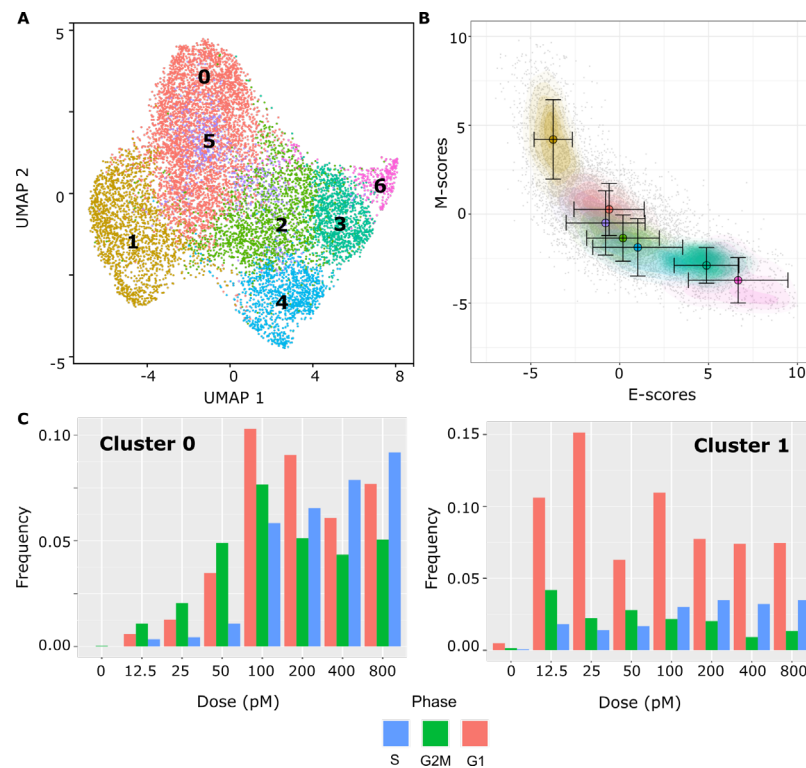 A
5
0
-5
UMAP 2
-4
0
4
8
UMAP 1
0
5
6
2
3
1
4
B
10
5
0
-5
M-scores
-5
0
5
10
E-scores
C
Cluster 0
0.10
0.05
0.00
Frequency
0 12.5 25 50 100 200 400 800
Dose (pM)
Cluster 1
0.15
0.10
0.05
0.00
Frequency
0 12.5 25 50 100 200 400 800
Dose (pM)
Phase
S G2M G1